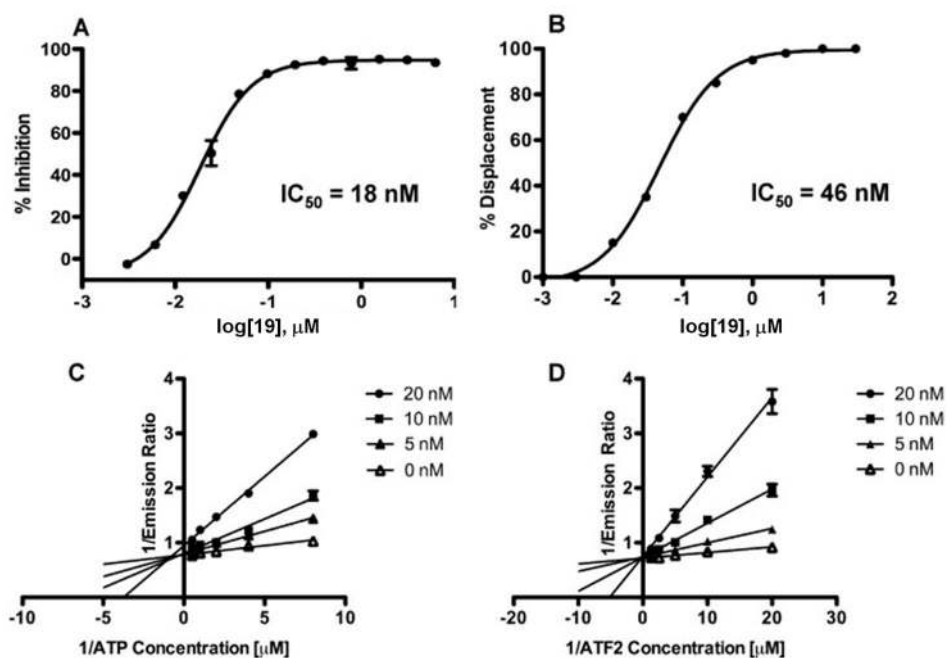 A
100
80
60
40
20
0
% Inhibition
IC50 = 18 nM
-3
-2
-1
0
1
log[19], μM
B
100
80
60
40
20
0
% Displacement
IC50 = 46 nM
-3
-2
-1
0
1
2
log[19], μM
C
4
3
2
1
1/Emission Ratio
20 nM
10 nM
5 nM
0 nM
-10
-5
0
5
10
1/ATP Concentration [μM]
D
4
3
2
1
1/Emission Ratio
20 nM
10 nM
5 nM
0 nM
-20
-10
0
10
20
30
1/ATF2 Concentration [μM]